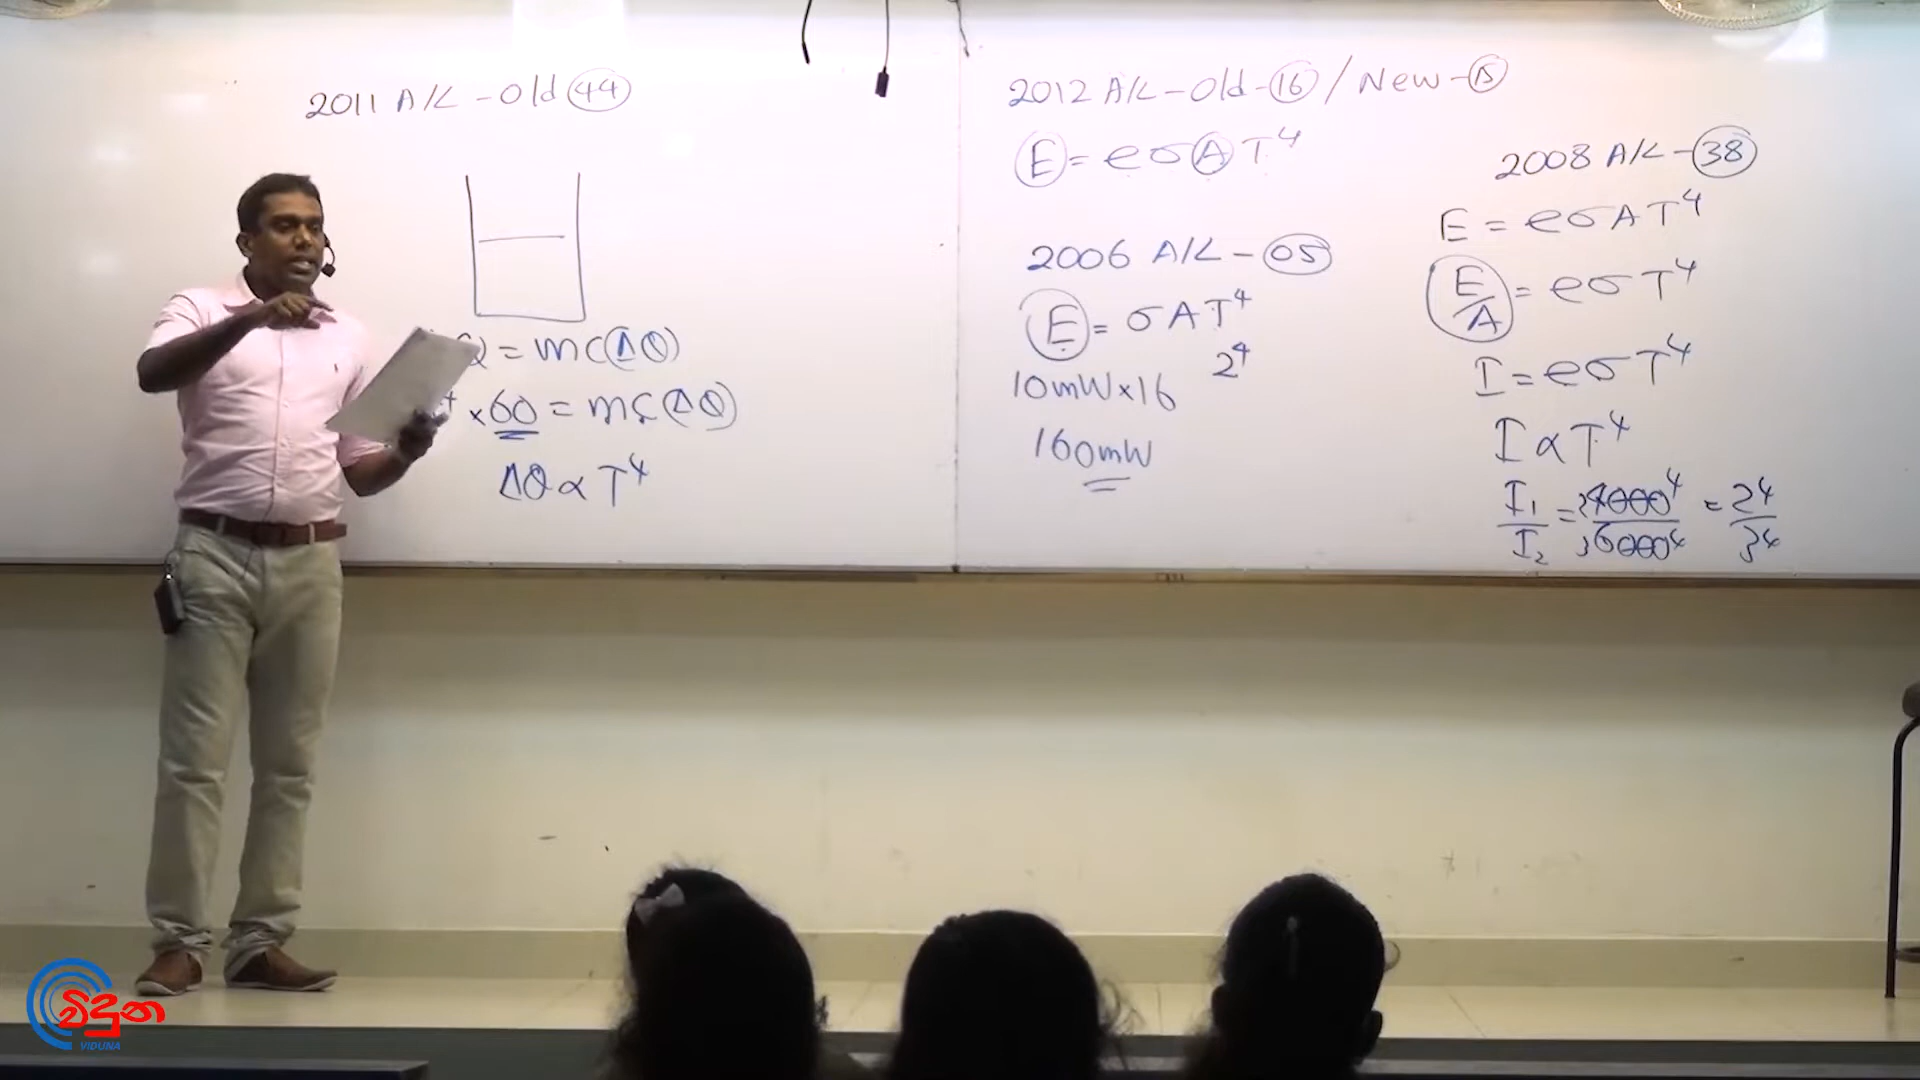 2011 A/L - Old 44
Q = mc(Δθ)
× 60 = mc(Δθ)
Δθ ∝ T⁴
2012 A/L - Old - 16 / New - 15
E = eσAT⁴
2006 A/L - 05
E = σAT⁴
2⁴
10mW×16
160mW
2008 A/L - 38
E = eσAT⁴
E/A = eσT⁴
I = eσT⁴
I ∝ T⁴
I₁/I₂ = 4000⁴/6000⁴ = 2⁴/3⁴
විදුන
VIDUNA